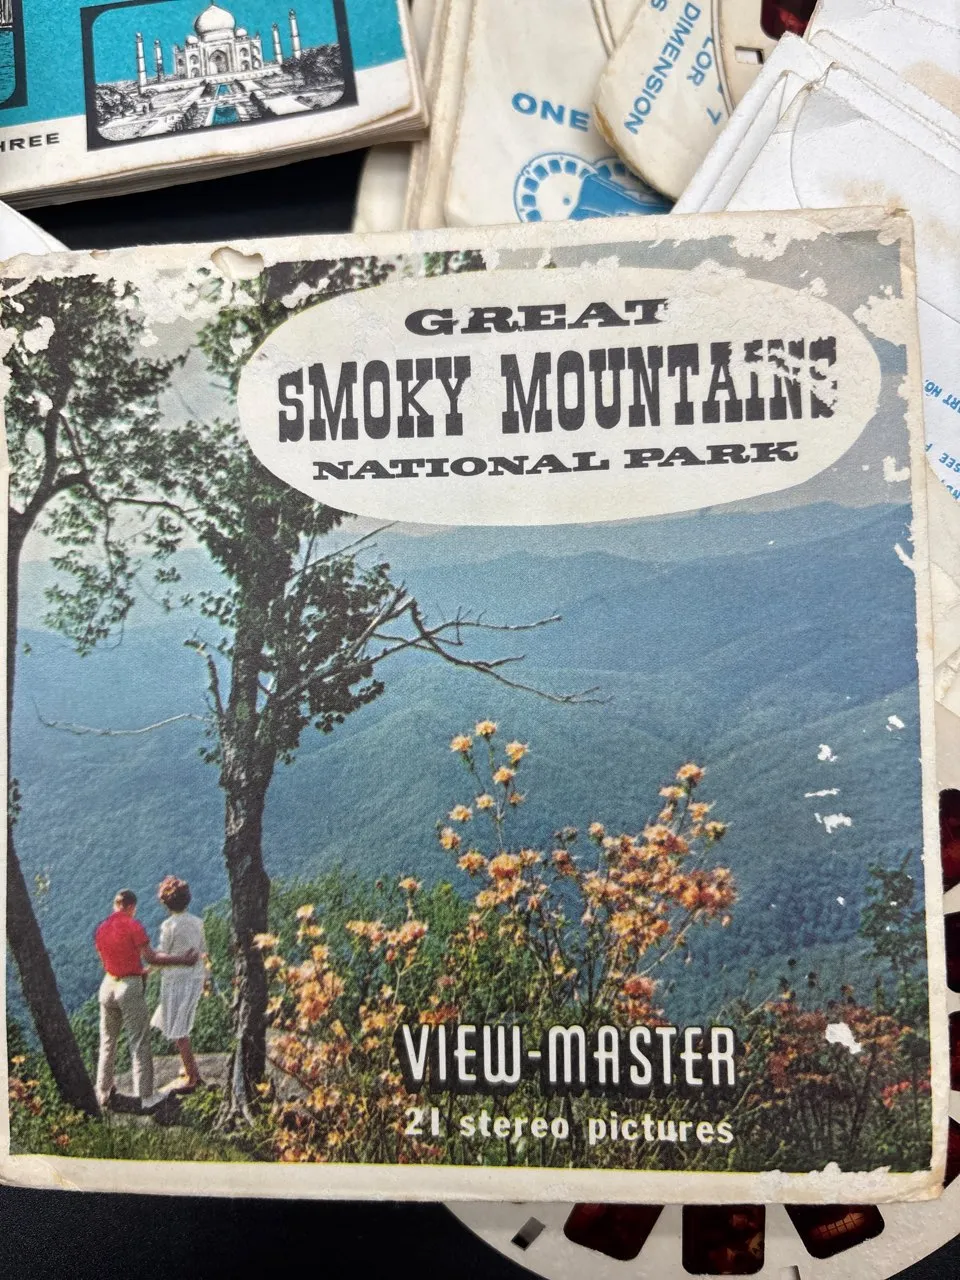 HREE
ONE
DIMENSION
GREAT
SMOKY MOUNTAINS
NATIONAL PARK
VIEW-MASTER
21 stereo pictures